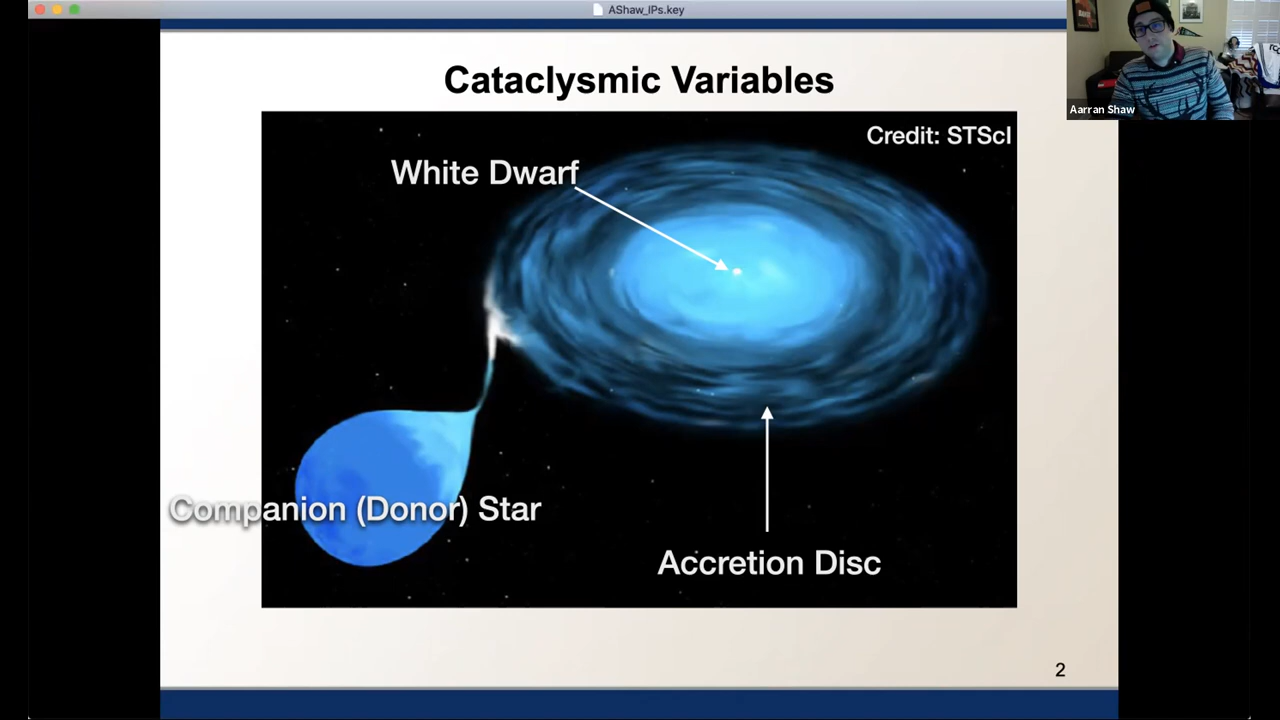 AShaw_IPs.key
Cataclysmic Variables
Credit: STScI
White Dwarf
Companion (Donor) Star
Accretion Disc
2
Aarran Shaw